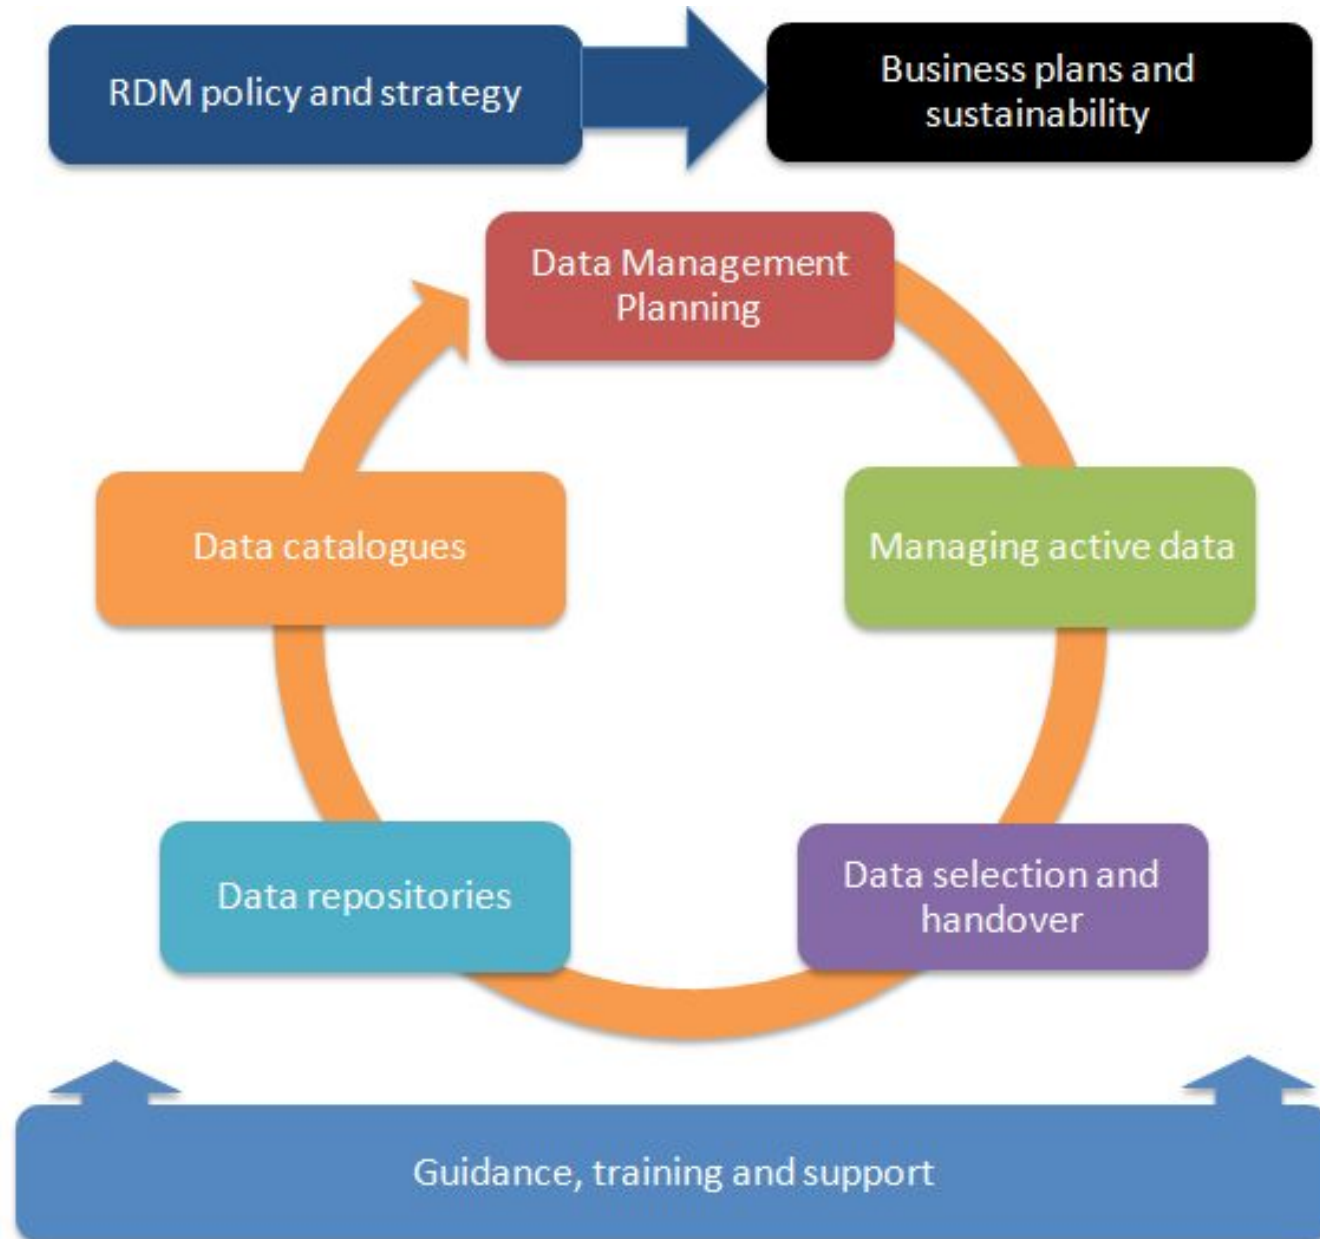 RDM policy and strategy
Business plans and
sustainability
Data Management
Planning
Data catalogues
Managing active data
Data repositories
Data selection and
handover
Guidance, training and support